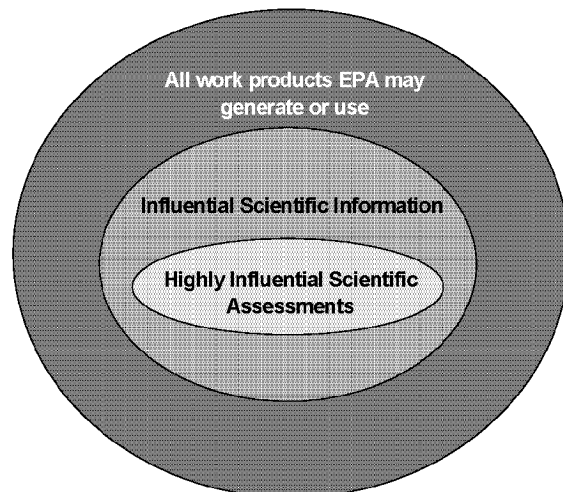 All work products EPA may
generate or use
Influential Scientific Information
Highly Influential Scientific
Assessments